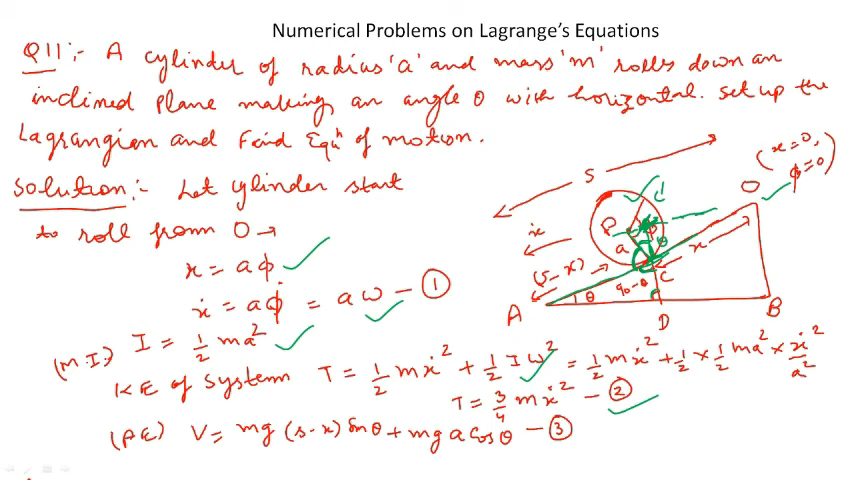 Numerical Problems on Lagrange's Equations
Q11:- A cylinder of radius 'a' and mass 'm' rolls down an
inclined plane making an angle θ with horizontal. Set up the
Lagrangian and Find Equⁿ of motion.
Solution:- Let cylinder start
to roll from O →
x = aϕ
ẋ = aϕ̇ = aω – ①
(M.I:) I = ½ ma²
KE of System T = ½ mẋ² + ½ Iω² = ½ mẋ² + ½ × ½ ma² × ẋ²/a²
T = ¾ mẋ² – ②
(PE) V = mg (s-x) Sinθ + mg a Cosθ – ③
S
(x=0,
ϕ=0)
O
C'
P
ϕ
θ
a
ẋ
x
(s-x)
C
A
θ
90-θ
D
B